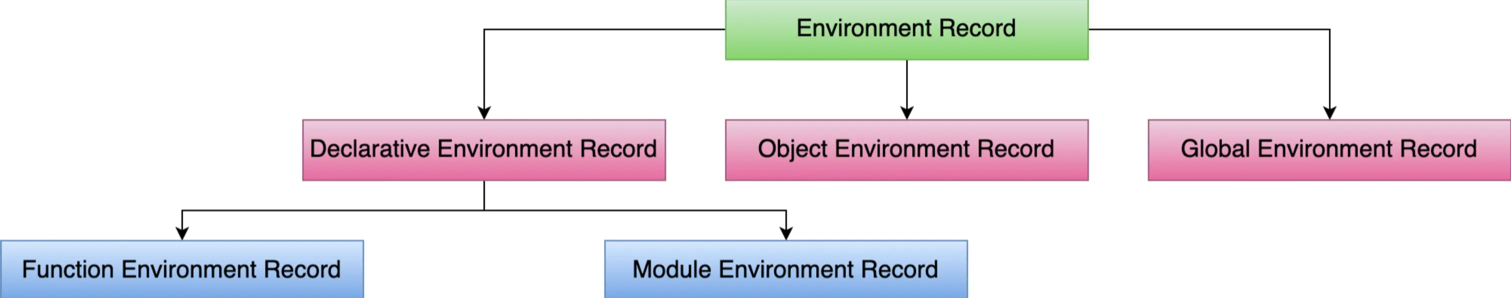 Environment Record
Declarative Environment Record
Object Environment Record
Global Environment Record
Function Environment Record
Module Environment Record